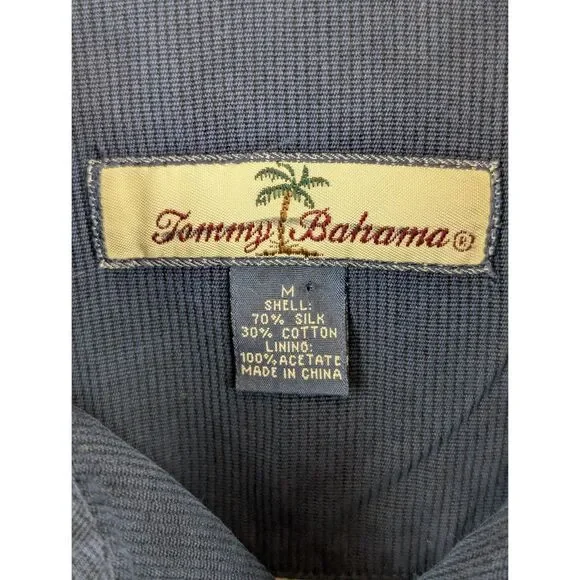 Tommy Bahama®
M
SHELL:
70% SILK
30% COTTON
LINING:
100% ACETATE
MADE IN CHINA